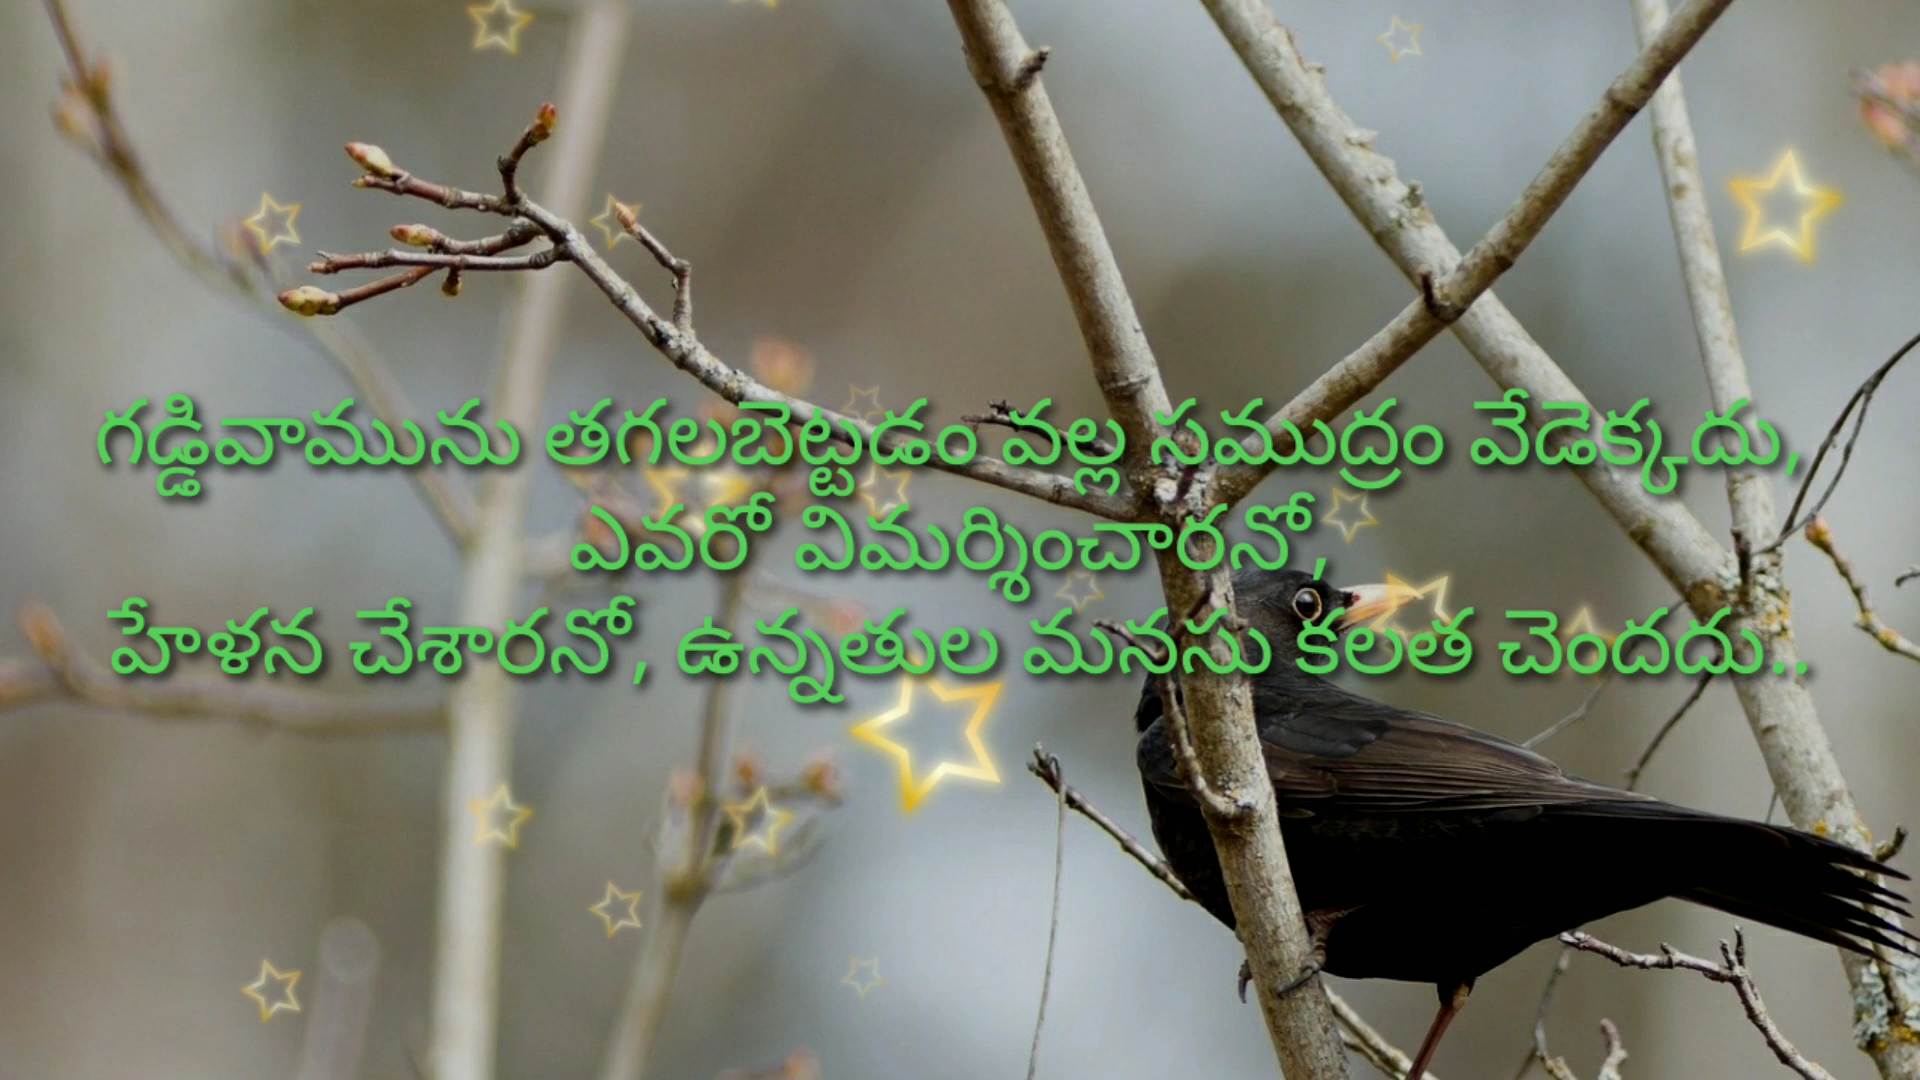 గడ్డివామును తగలబెట్టడం వల్ల సముద్రం వేడెక్కదు,
ఎవరో విమర్శించారనో,
హేళన చేశారనో, ఉన్నతుల మనసు కలత చెందదు..